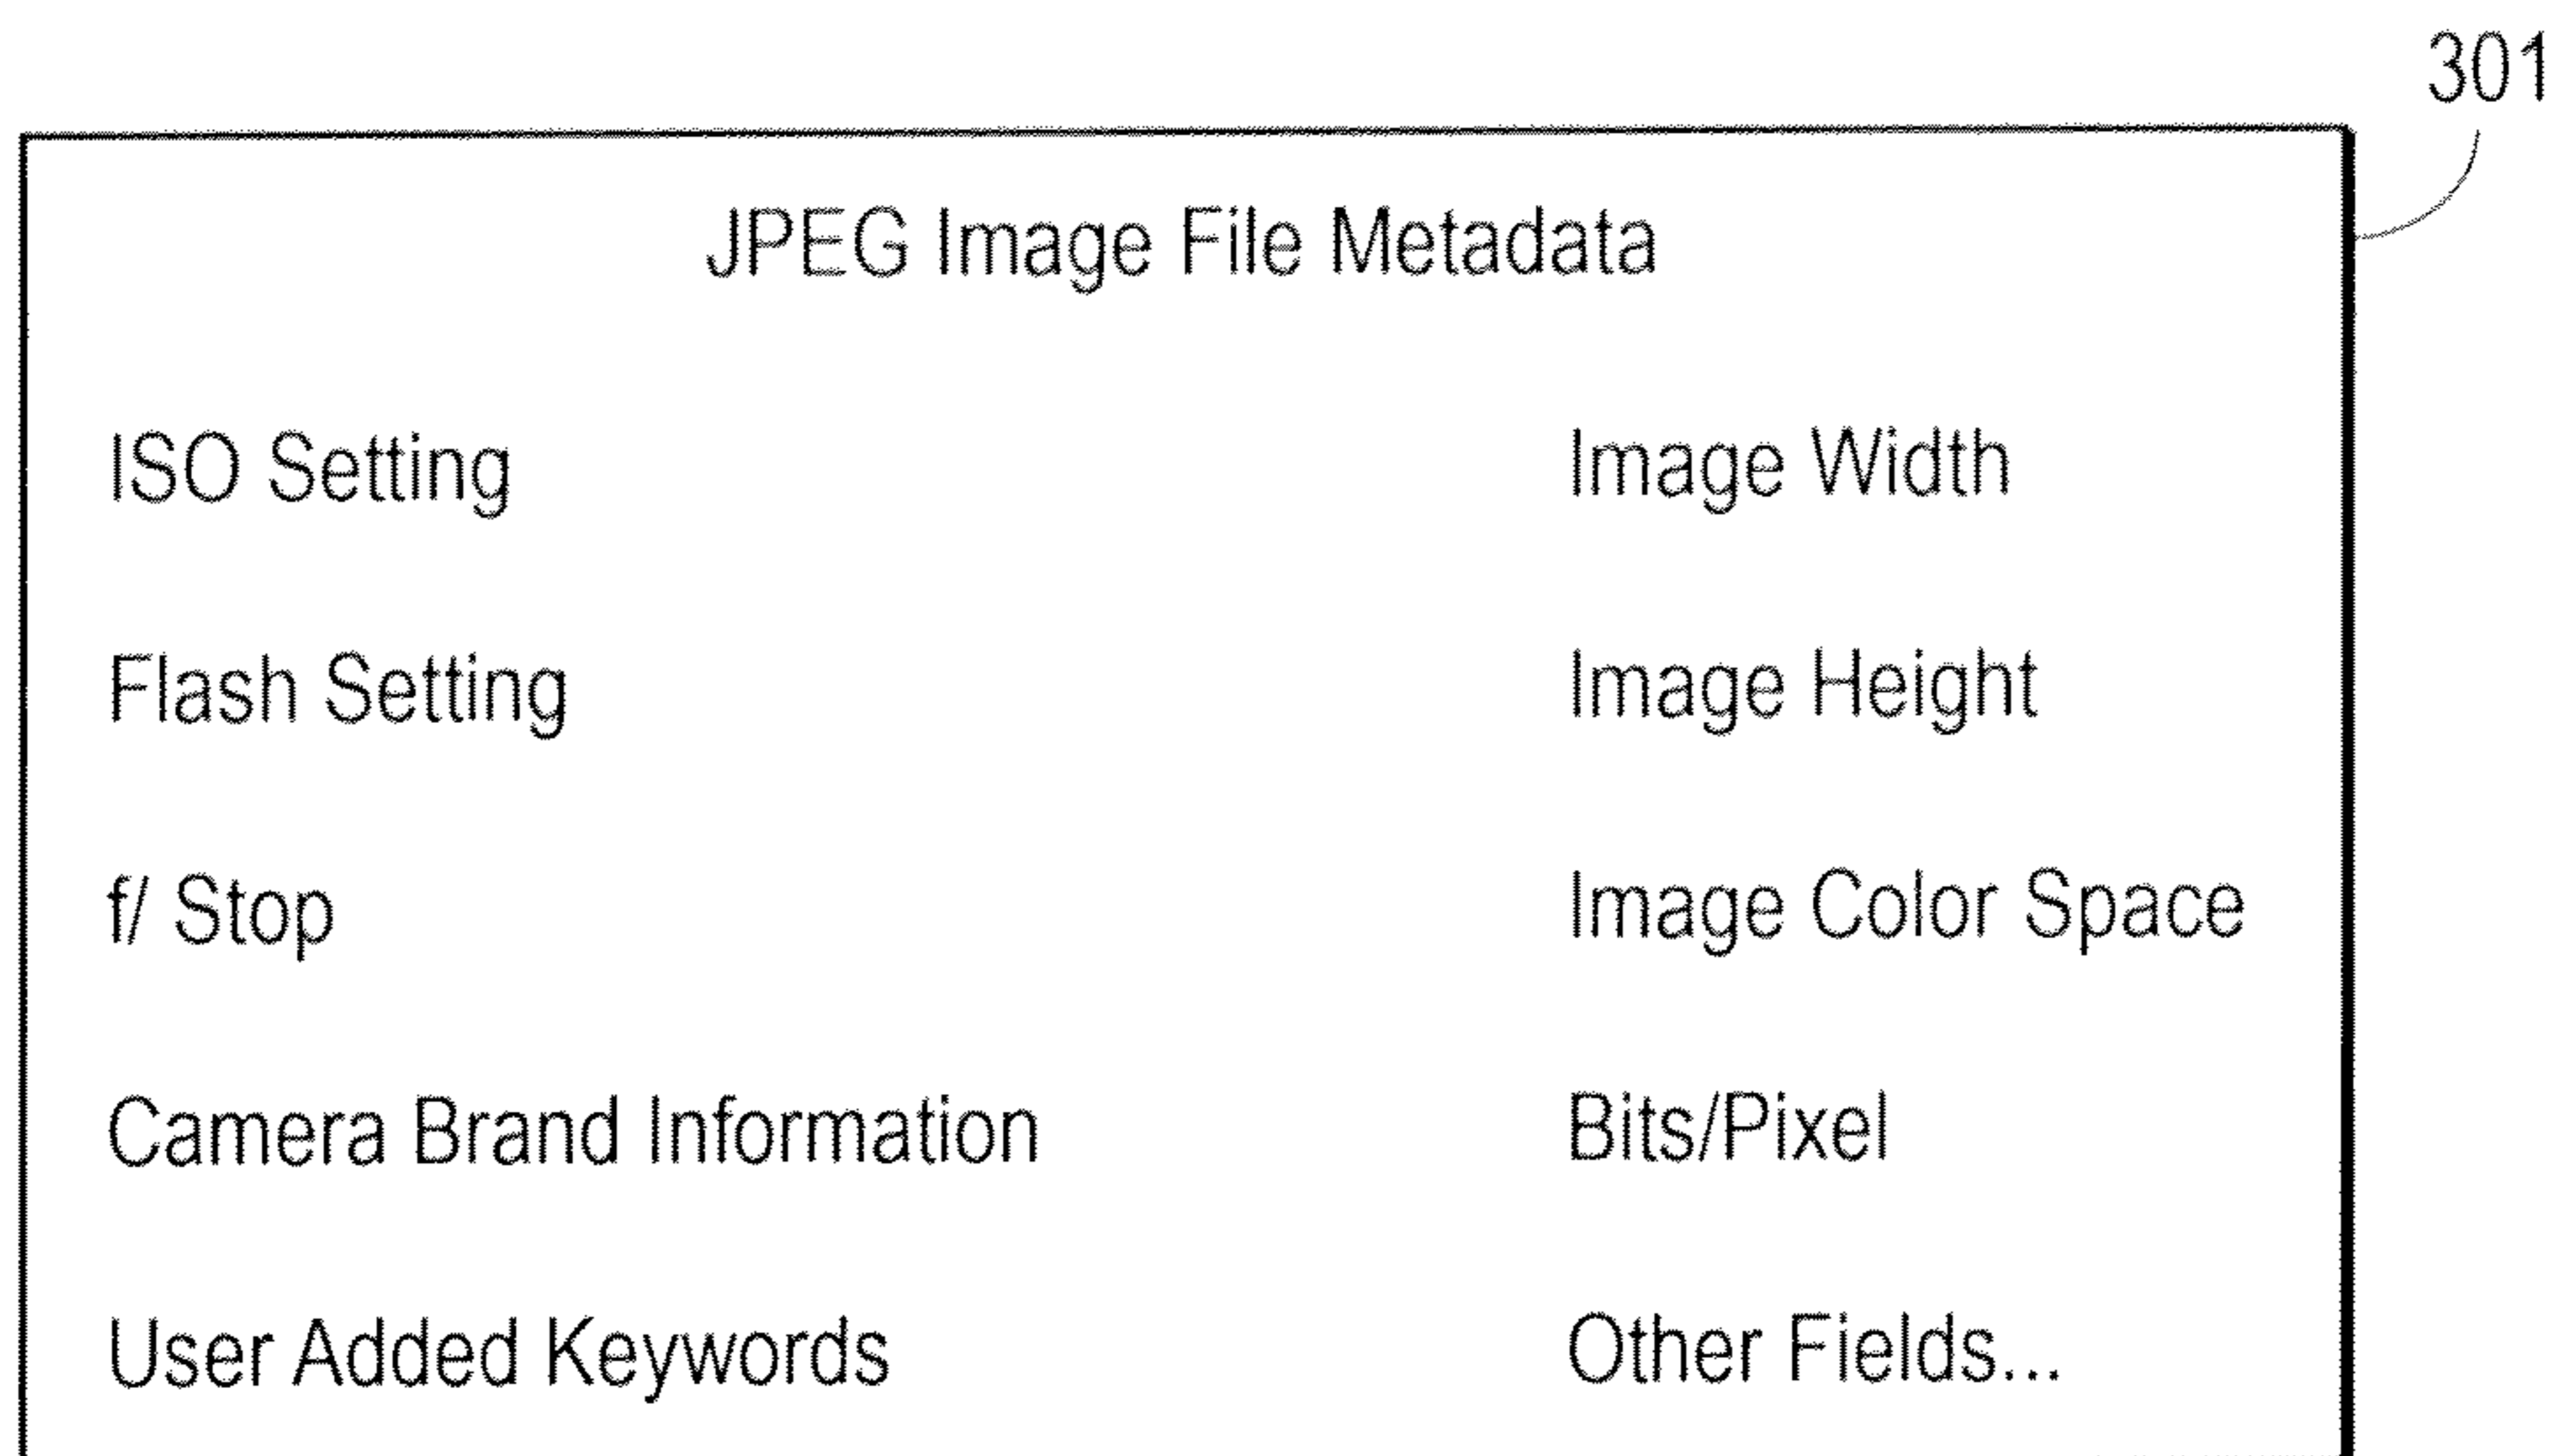 301
JPEG Image File Metadata
ISO Setting
Image Width
Flash Setting
Image Height
f/ Stop
Image Color Space
Camera Brand Information
Bits/Pixel
User Added Keywords
Other Fields...